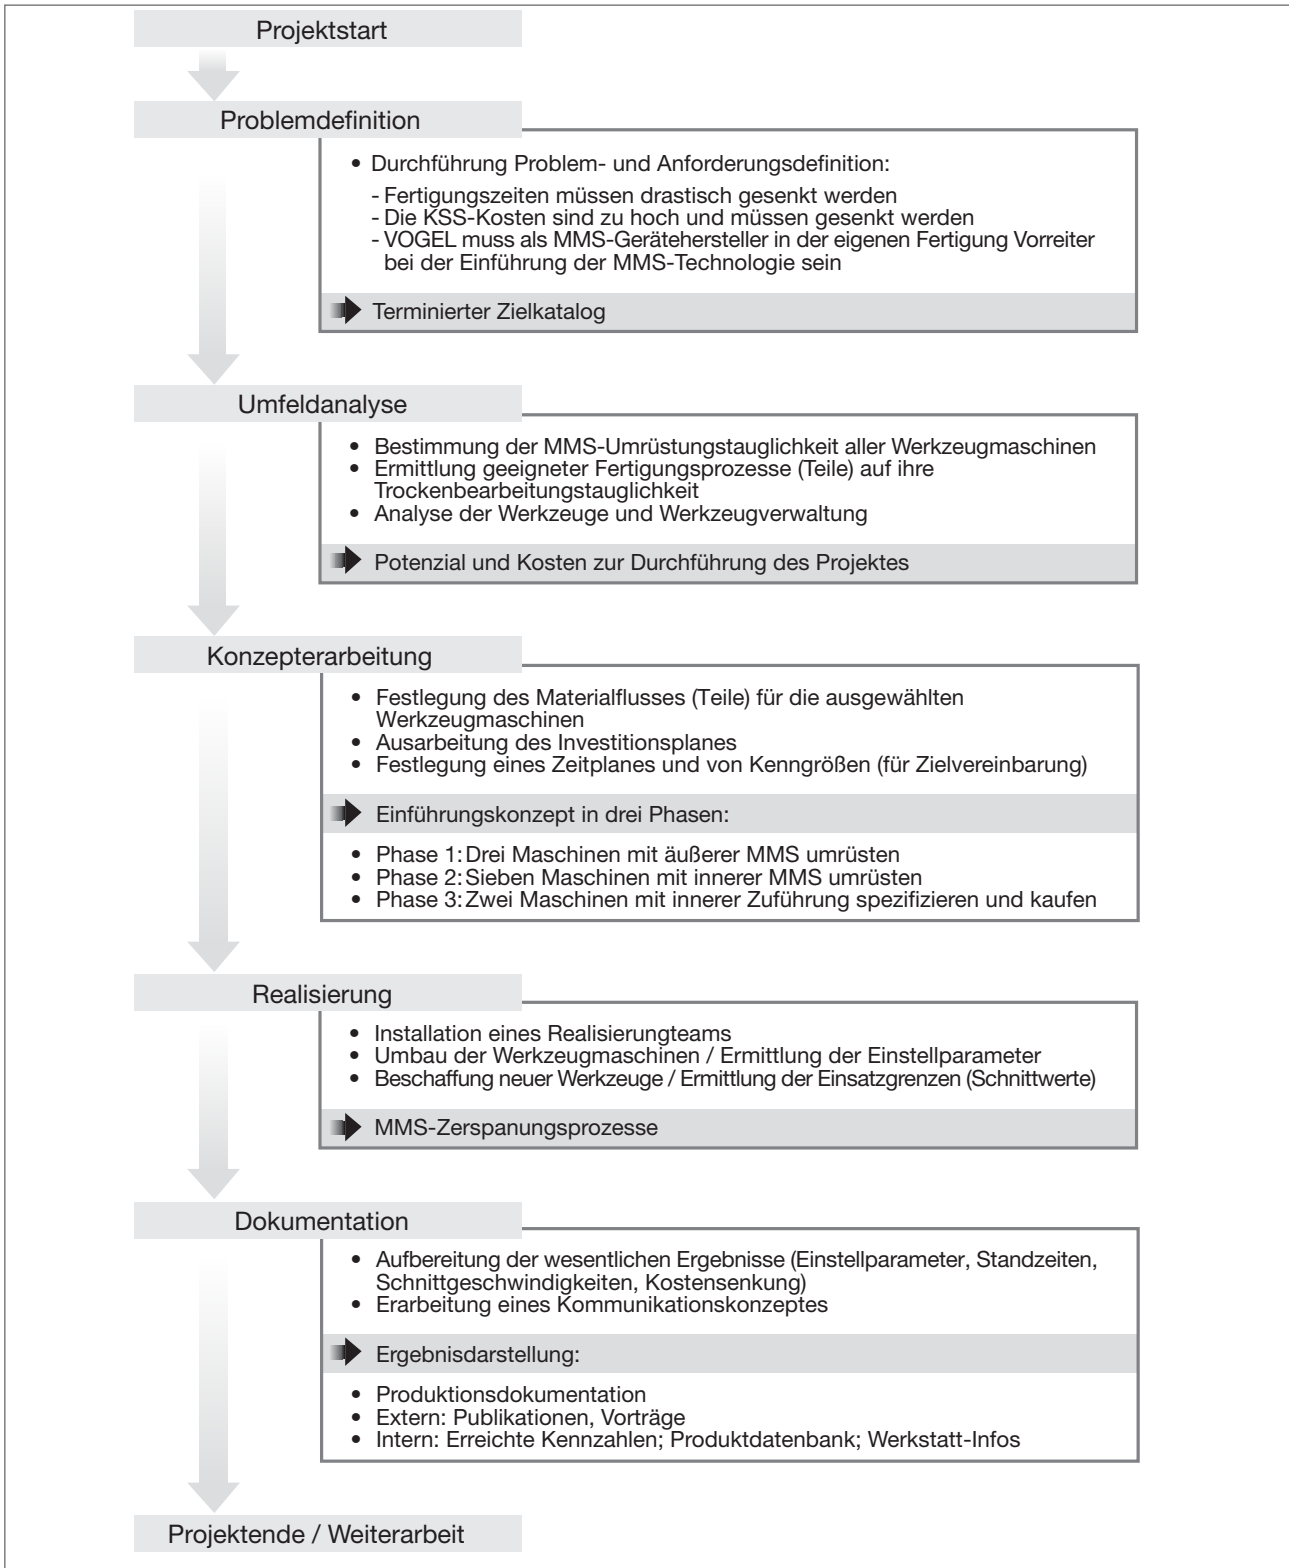 Projektstart
Problemdefinition
• Durchführung Problem- und Anforderungsdefinition:
- Fertigungszeiten müssen drastisch gesenkt werden
- Die KSS-Kosten sind zu hoch und müssen gesenkt werden
- VOGEL muss als MMS-Gerätehersteller in der eigenen Fertigung Vorreiter
bei der Einführung der MMS-Technologie sein
Terminierter Zielkatalog
Umfeldanalyse
• Bestimmung der MMS-Umrüstungstauglichkeit aller Werkzeugmaschinen
• Ermittlung geeigneter Fertigungsprozesse (Teile) auf ihre
Trockenbearbeitungstauglichkeit
• Analyse der Werkzeuge und Werkzeugverwaltung
Potenzial und Kosten zur Durchführung des Projektes
Konzepterarbeitung
• Festlegung des Materialflusses (Teile) für die ausgewählten
Werkzeugmaschinen
• Ausarbeitung des Investitionsplanes
• Festlegung eines Zeitplanes und von Kenngrößen (für Zielvereinbarung)
Einführungskonzept in drei Phasen:
• Phase 1: Drei Maschinen mit äußerer MMS umrüsten
• Phase 2: Sieben Maschinen mit innerer MMS umrüsten
• Phase 3: Zwei Maschinen mit innerer Zuführung spezifizieren und kaufen
Realisierung
• Installation eines Realisierungteams
• Umbau der Werkzeugmaschinen / Ermittlung der Einstellparameter
• Beschaffung neuer Werkzeuge / Ermittlung der Einsatzgrenzen (Schnittwerte)
MMS-Zerspanungsprozesse
Dokumentation
• Aufbereitung der wesentlichen Ergebnisse (Einstellparameter, Standzeiten,
Schnittgeschwindigkeiten, Kostensenkung)
• Erarbeitung eines Kommunikationskonzeptes
Ergebnisdarstellung:
• Produktionsdokumentation
• Extern: Publikationen, Vorträge
• Intern: Erreichte Kennzahlen; Produktdatenbank; Werkstatt-Infos
Projektende / Weiterarbeit